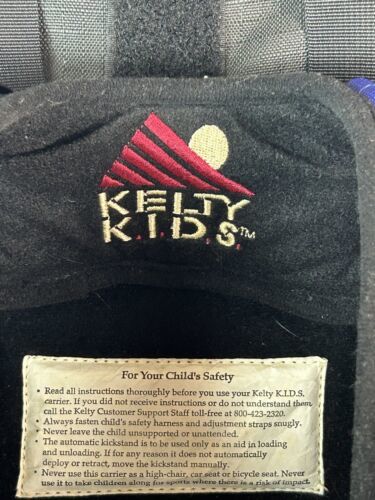 KELTY
K.I.D.S.™
For Your Child's Safety
• Read all instructions thoroughly before you use your Kelty K.I.D.S.
carrier. If you did not receive instructions or do not understand them
call the Kelty Customer Support Staff toll-free at 800-423-2320.
• Always fasten child's safety harness and adjustment straps snugly.
• Never leave the child unsupported or unattended.
• The automatic kickstand is to be used only as an aid in loading
and unloading. If for any reason it does not automatically
deploy or retract, move the kickstand manually.
• Never use this carrier as a high-chair, car seat or bicycle seat. Never
use it to take children along for sports where there is a risk of impact.